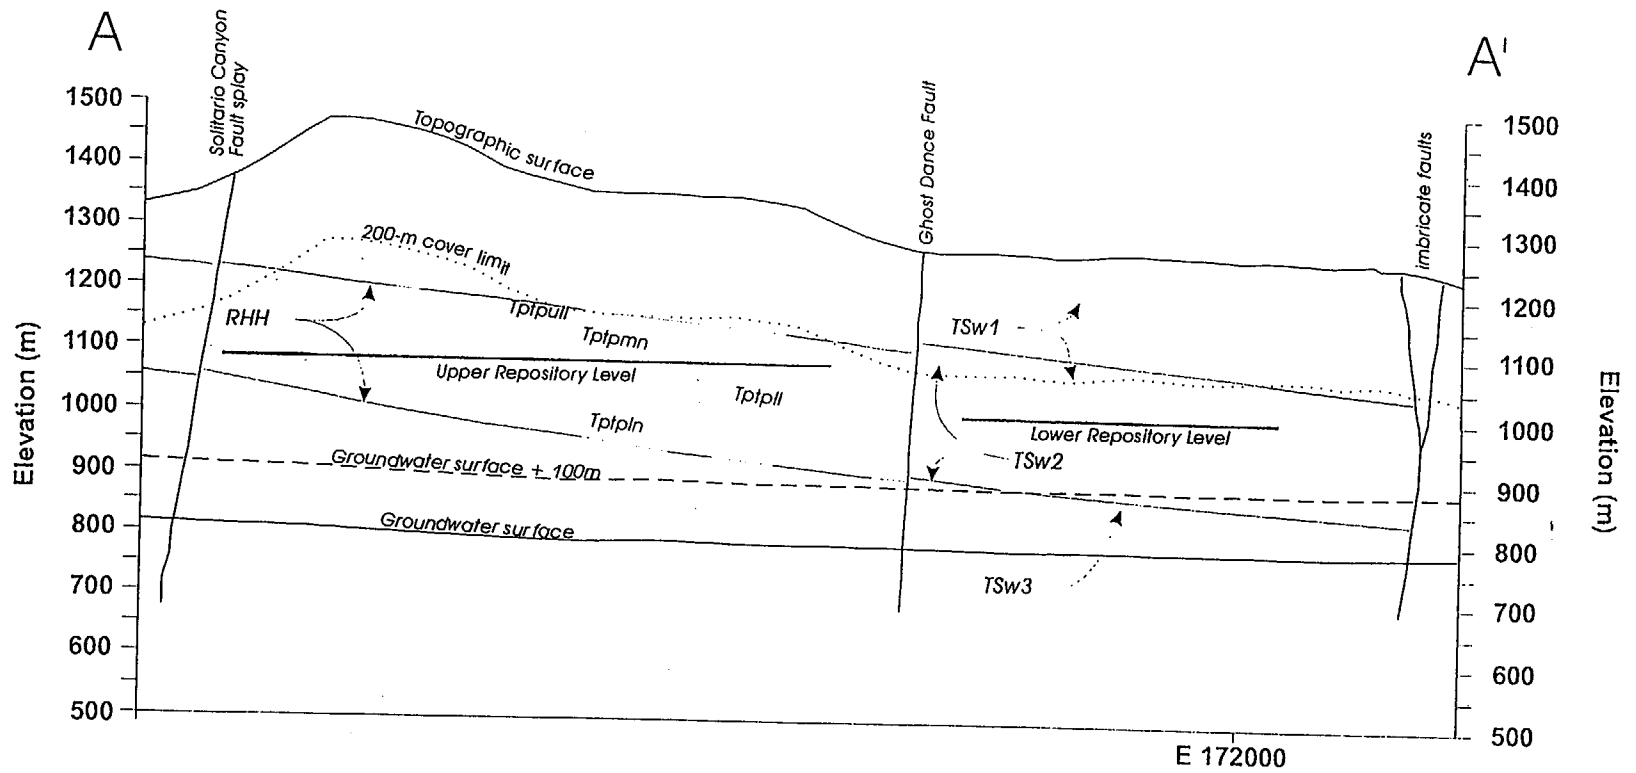 A
A'
Solitario Canyon
Fault splay
Ghost Dance Fault
imbricate faults
Topographic surface
200-m cover limit
RHH
Tptpull
Tptpmn
Upper Repository Level
Tptpll
Tptpln
TSw1
Lower Repository Level
TSw2
Groundwater surface + 100m
Groundwater surface
TSw3
Elevation (m)
1500
1400
1300
1200
1100
1000
900
800
700
600
500
Elevation (m)
1500
1400
1300
1200
1100
1000
900
800
700
600
500
E 172000